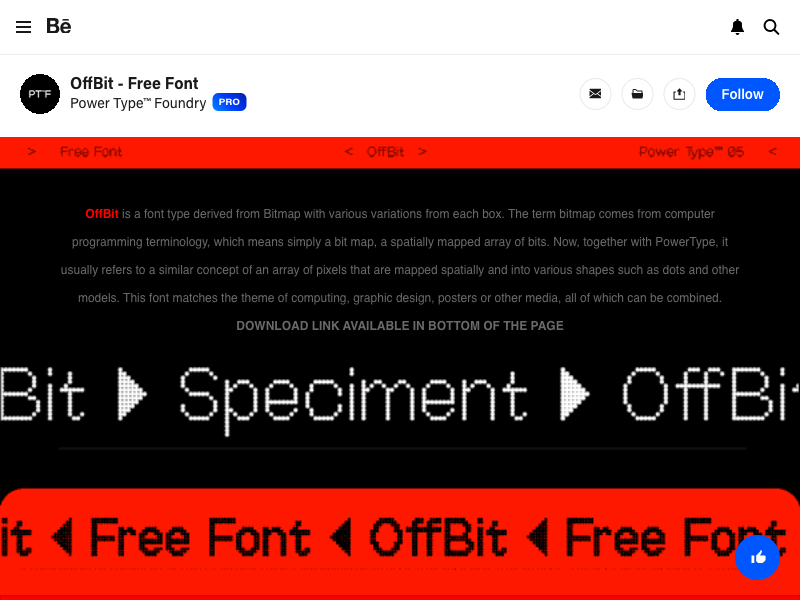 Bē
PT™F
OffBit - Free Font
Power Type™ Foundry PRO
Follow
> Free Font < OffBit > Power Type™ 05 <
OffBit is a font type derived from Bitmap with various variations from each box. The term bitmap comes from computer
programming terminology, which means simply a bit map, a spatially mapped array of bits. Now, together with PowerType, it
usually refers to a similar concept of an array of pixels that are mapped spatially and into various shapes such as dots and other
models. This font matches the theme of computing, graphic design, posters or other media, all of which can be combined.
DOWNLOAD LINK AVAILABLE IN BOTTOM OF THE PAGE
Bit ▶ Speciment ▶ OffBit
it ◀ Free Font ◀ OffBit ◀ Free Font